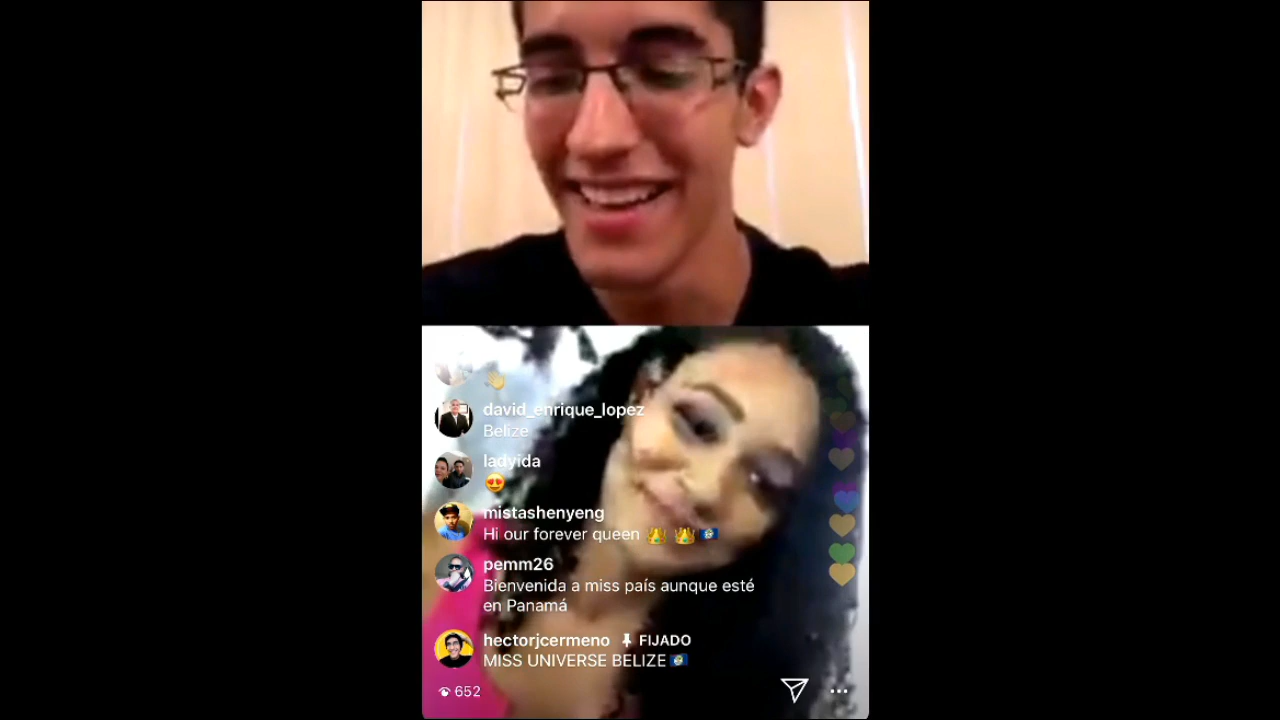 david_enrique_lopez
Belize
ladyida
😍
mistashenyeng
Hi our forever queen 👑 👑 🇧🇿
pemm26
Bienvenida a miss país aunque esté
en Panamá
hectorjcermeno FIJADO
MISS UNIVERSE BELIZE 🇧🇿
652